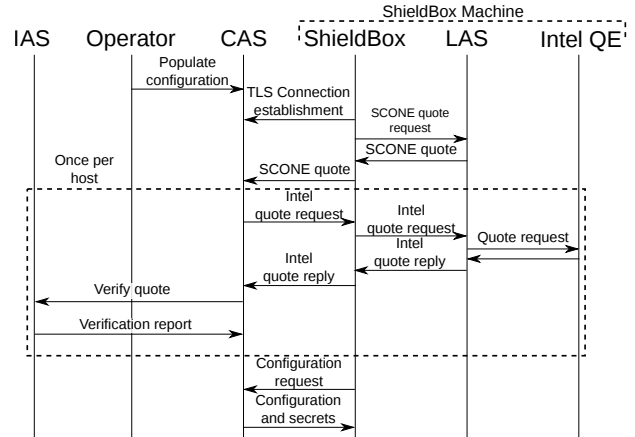 ShieldBox Machine
IAS Operator CAS ShieldBox LAS Intel QE
Populate
configuration
TLS Connection
establishment
SCONE quote
request
SCONE quote
SCONE quote
Once per
host
Intel
quote request
Intel
quote request
Quote request
Intel
quote reply
Intel
quote reply
Verify quote
Verification report
Configuration
request
Configuration
and secrets